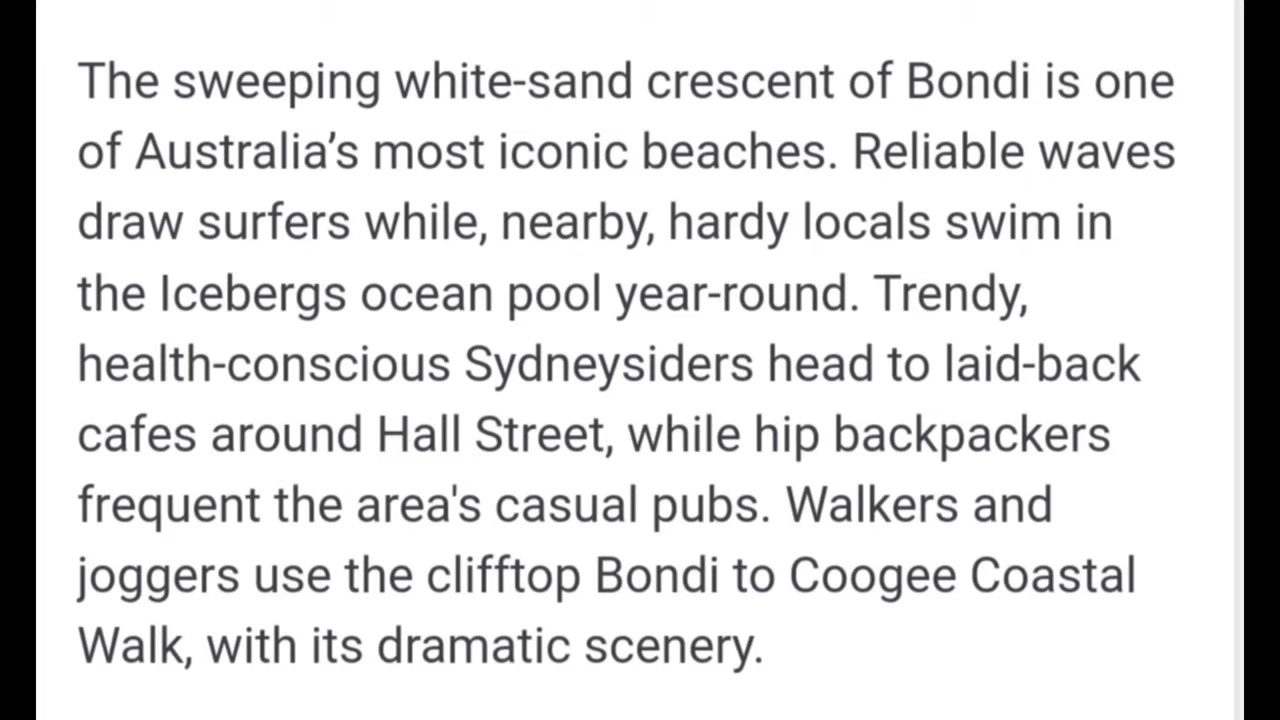 The sweeping white-sand crescent of Bondi is one
of Australia’s most iconic beaches. Reliable waves
draw surfers while, nearby, hardy locals swim in
the Icebergs ocean pool year-round. Trendy,
health-conscious Sydneysiders head to laid-back
cafes around Hall Street, while hip backpackers
frequent the area's casual pubs. Walkers and
joggers use the clifftop Bondi to Coogee Coastal
Walk, with its dramatic scenery.